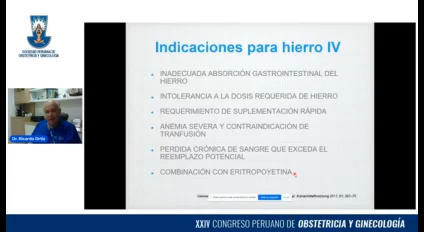 SOCIEDAD PERUANA DE
OBSTETRICIA Y GINECOLOGÍA
Indicaciones para hierro IV
• INADECUADA ABSORCIÓN GASTROINTESTINAL DEL
HIERRO
• INTOLERANCIA A LA DOSIS REQUERIDA DE HIERRO
• REQUERIMIENTO DE SUPLEMENTACIÓN RÁPIDA
• ANEMIA SEVERA Y CONTRAINDICACIÓN DE
TRANFUSIÓN
• PERDIDA CRÓNICA DE SANGRE QUE EXCEDA EL
REEMPLAZO POTENCIAL
• COMBINACIÓN CON ERITROPOYETINA
Dr. Ricardo Ortiz
XXIV CONGRESO PERUANO DE OBSTETRICIA Y GINECOLOGÍA